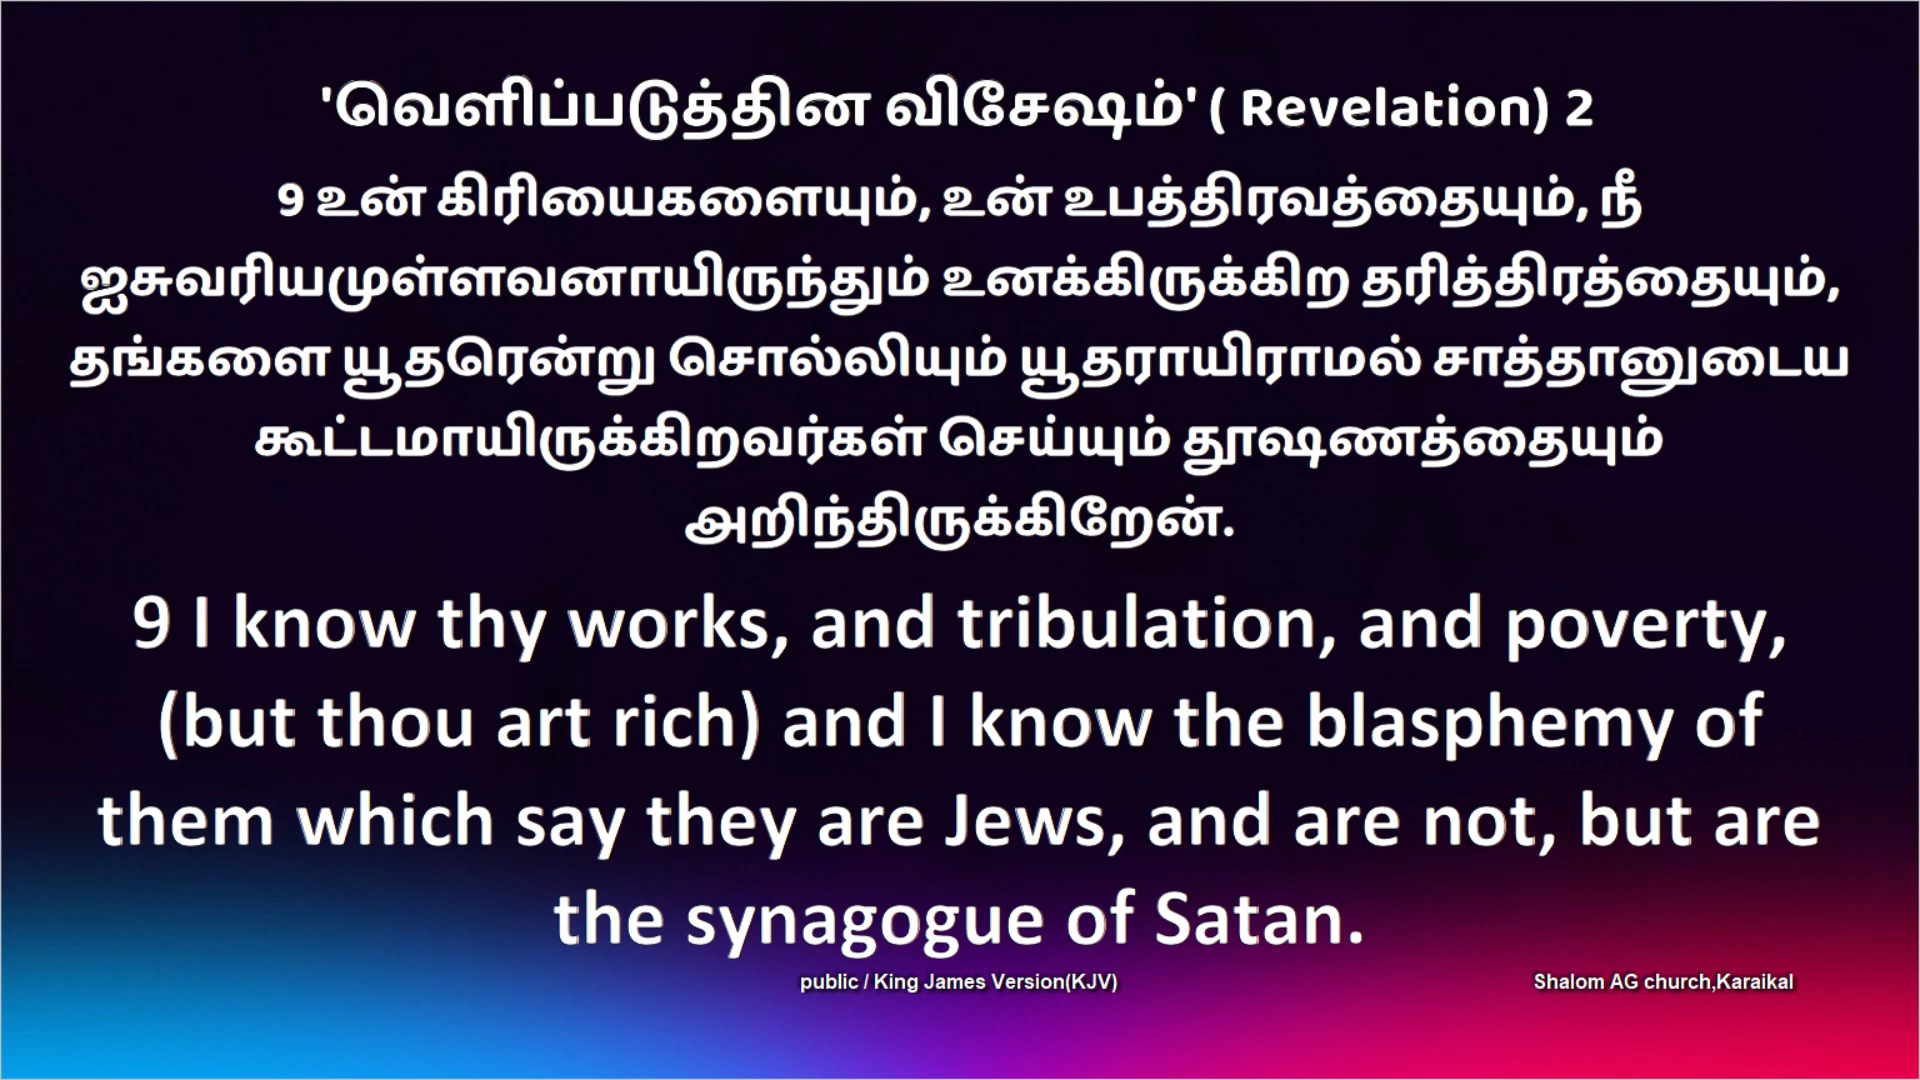 'வெளிப்படுத்தின விசேஷம்' ( Revelation) 2
9 உன் கிரியைகளையும், உன் உபத்திரவத்தையும், நீ
ஐசுவரியமுள்ளவனாயிருந்தும் உனக்கிருக்கிற தரித்திரத்தையும்,
தங்களை யூதரென்று சொல்லியும் யூதராயிராமல் சாத்தானுடைய
கூட்டமாயிருக்கிறவர்கள் செய்யும் தூஷணத்தையும்
அறிந்திருக்கிறேன்.
9 I know thy works, and tribulation, and poverty,
(but thou art rich) and I know the blasphemy of
them which say they are Jews, and are not, but are
the synagogue of Satan.
public / King James Version(KJV)
Shalom AG church,Karaikal